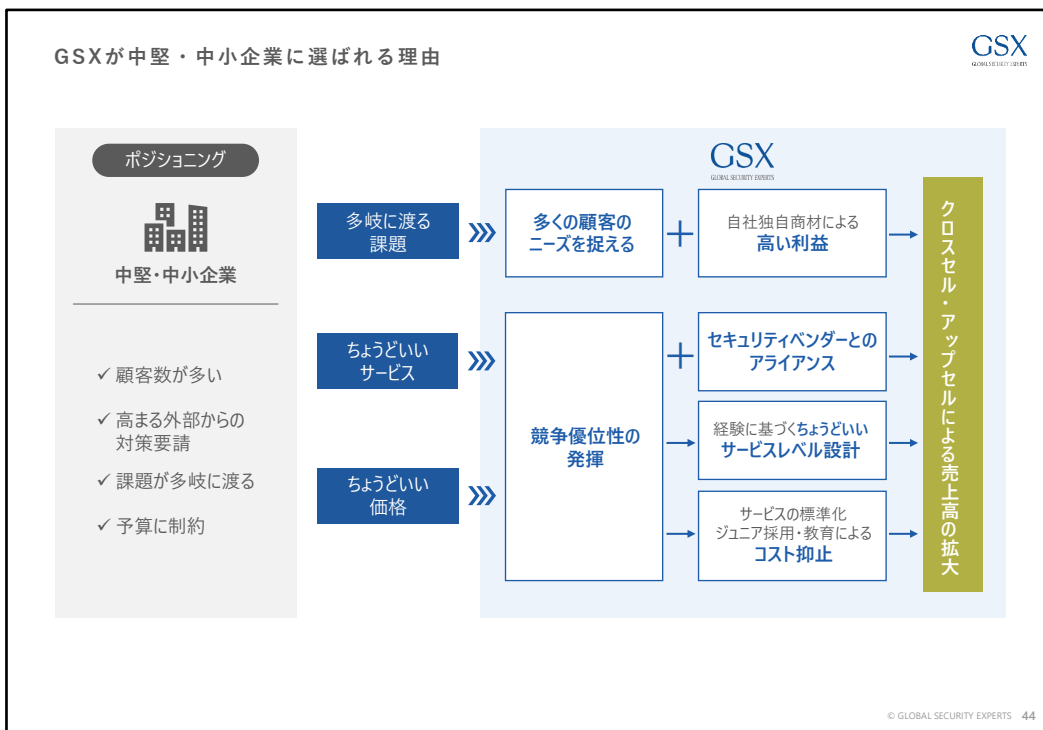 GSXが中堅・中小企業に選ばれる理由
GSX
GLOBAL SECURITY EXPERTS
ポジショニング
中堅・中小企業
✓ 顧客数が多い
✓ 高まる外部からの
対策要請
✓ 課題が多岐に渡る
✓ 予算に制約
多岐に渡る
課題
ちょうどいい
サービス
ちょうどいい
価格
GSX
GLOBAL SECURITY EXPERTS
多くの顧客の
ニーズを捉える
+
自社独自商材による
高い利益
競争優位性の
発揮
+
セキュリティベンダーとの
アライアンス
経験に基づくちょうどいい
サービスレベル設計
サービスの標準化
ジュニア採用・教育による
コスト抑止
クロスセル・アップセルによる売上高の拡大
© GLOBAL SECURITY EXPERTS 44